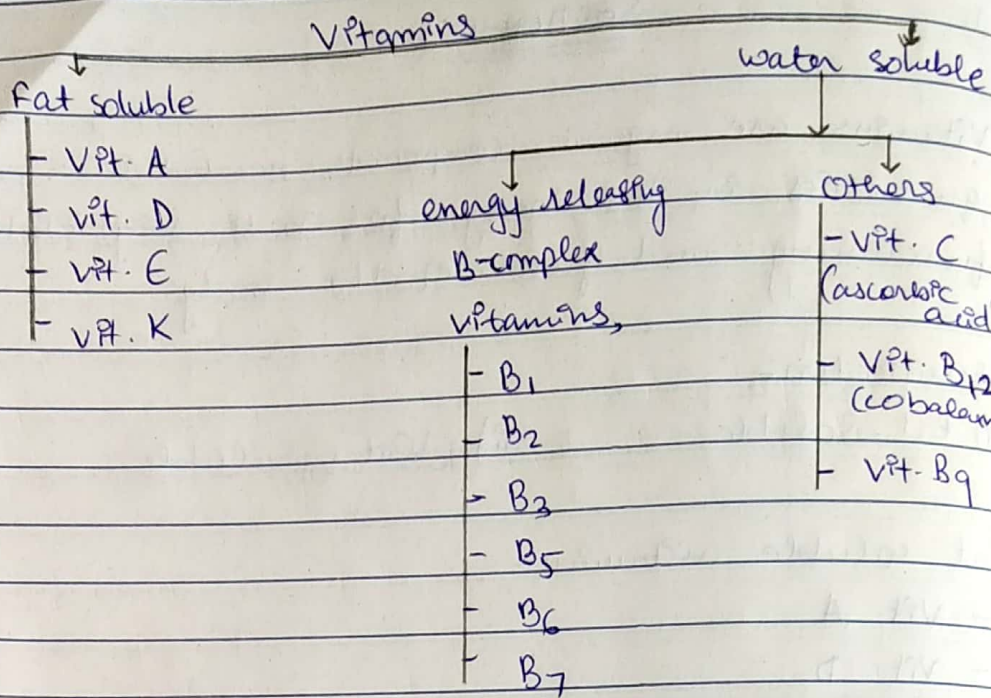 Vitamins
Fat soluble
Vit. A
Vit. D
Vit. E
Vit. K
water soluble
energy releasing
B-complex
vitamins,
B1
B2
B3
B5
B6
B7
Others
Vit. C
(ascorbic
acid
Vit. B12
(cobalam
Vit. B9